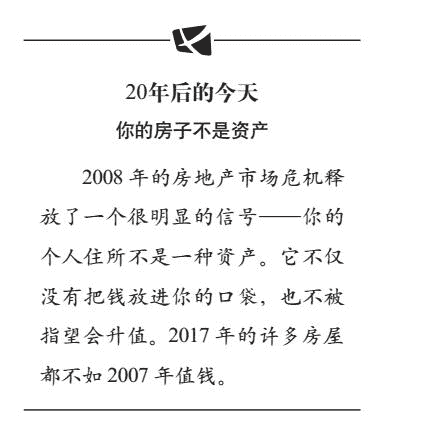 20年后的今天
你的房子不是资产
2008 年的房地产市场危机释
放了一个很明显的信号——你的
个人住所不是一种资产。它不仅
没有把钱放进你的口袋，也不被
指望会升值。2017 年的许多房屋
都不如 2007 年值钱。